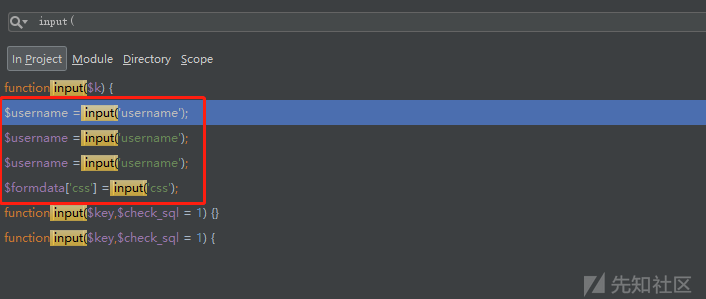 input(
In Project Module Directory Scope
function input($k) {
$username = input('username');
$username = input('username');
$username = input('username');
$formdata['css'] = input('css');
function input($key,$check_sql = 1) {}
function input($key,$check_sql = 1) {
先知社区